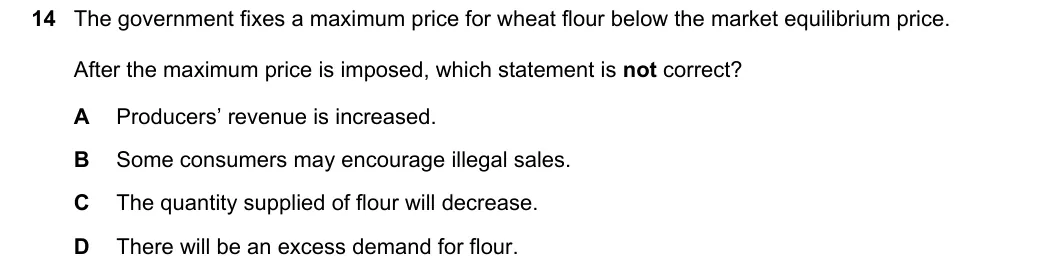 14 The government fixes a maximum price for wheat flour below the market equilibrium price.
After the maximum price is imposed, which statement is not correct?
A Producers’ revenue is increased.
B Some consumers may encourage illegal sales.
C The quantity supplied of flour will decrease.
D There will be an excess demand for flour.